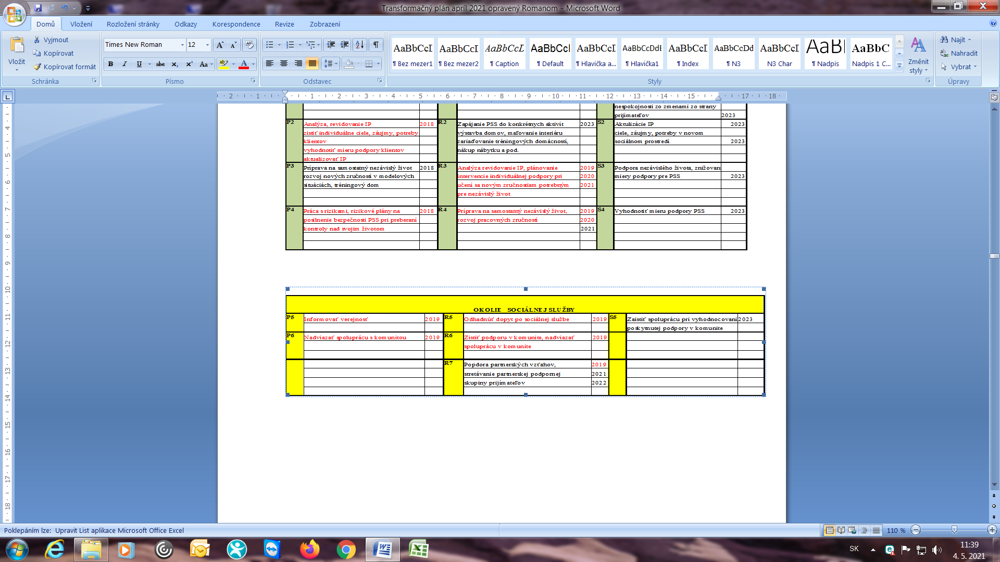 Transformačný plán apríl 2021 opravený Romanom - Microsoft Word
Domů Vložení Rozložení stránky Odkazy Korespondence Revize Zobrazení
Vložit
Vyjmout
Kopírovat
Kopírovat formát
Schránka
Times New Roman 12
Písmo
Odstavec
AaBbCcI AaBbCcI AaBbCcL AaBbCcI AaBbCcI AaBbCcDdE AaBbCcI AaBbCcDd AaBbCcI AaBl AaBbC
¶ Bez mezer1 ¶ Bez mezer2 ¶ Caption ¶ Default ¶ Hlavička a... ¶ Hlavička1 ¶ Index ¶ N3 N3 Char ¶ Nadpis Nadpis 1 C...
Styly
Změnit styly
Najít
Nahradit
Vybrat
Úpravy
2 1 1 2 3 4 5 6 7 8 9 10 11 12 13 14 15 17 18
nespokojnosti zo zmenami zo strany
prijímateľov 2023
P2 Analýza, revidovanie IP 2018 R2 Zapájanie PSS do konkrétnych aktivít 2023 S2 Aktulizácie IP 2023
zistiť individuálne ciele, záujmy, potreby výstavba domov, maľovanie interiéru ciele, záujmy, potreby v novom
klientov zariaďovanie tréningových domácností, sociálnom prostredí 2023
vyhodnotiť mieru podpory klientov nákup nábytku a pod.
aktualizovať IP
P3 Príprava na samostatný nezávislý život 2018 R3 Analýza revidovanie IP, plánovanie 2019 S3 Podpora nezávislého života, znižovan
rozvoj nových zručností v modelových intervencie individuálnej podpory pri 2020 miery podpory pre PSS 2023
situáciách, tréningový dom učení sa novým zručnostiam potrebným 2021
pre nezávislý život
P4 Práca s rizikami, rizikové plány na 2018 R4 Príprava na samostatný nezávislý život, 2019 S4 Vyhodnotiť mieru podpory PSS 2023
posilnenie bezpečnosti PSS pri preberaní rozvoj pracovných zručností 2020
kontroly nad svojím životom 2021
OKOLIE SOCIÁLNEJ SLUŽBY
P5 Informovať verejnosť 2019 R5 Odhadnúť dopyt po sociálnej službe 2019 S5 Zaistiť spoluprácu pri vyhodnocovaní 2023
poskytnutej podpory v komunite
P6 Nadviazať spoluprácu s komunitou 2019 R6 Zistiť podporu v komunite, nadviazať 2019
spoluprácu v komunite
R7 Popdora partnerských vzťahov, 2019
stretávanie partnerskej podpornej 2021
skupiny prijímateľov 2022
4 5 6 7 8 9 10 11 12 13 14 15 16 17 18
Poklepáním lze: Upravit List aplikace Microsoft Office Excel
110 %
SK
11:39
4. 5. 2021